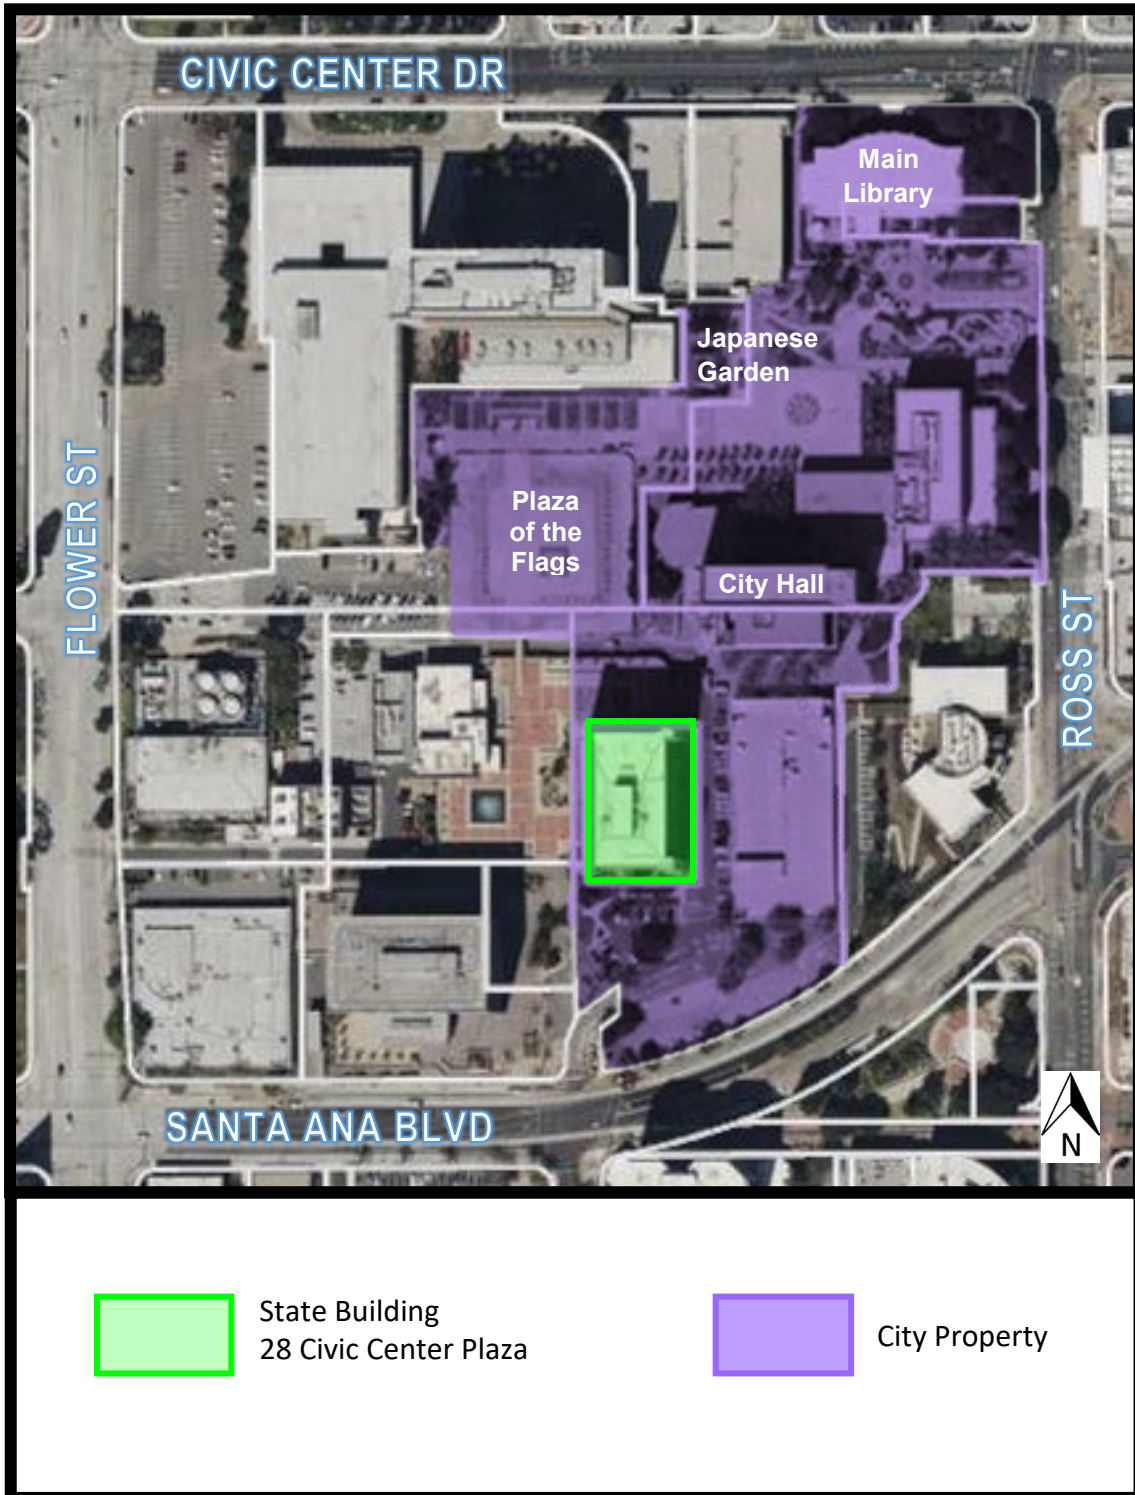 CIVIC CENTER DR
Main
Library
Japanese
Garden
Plaza
of the
Flags
City Hall
FLOWER ST
ROSS ST
SANTA ANA BLVD
N
State Building
28 Civic Center Plaza
City Property